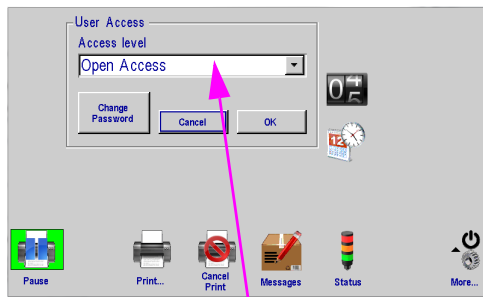 User Access
Access level
Open Access
Change
Password
Cancel
OK
Pause
Print...
Cancel
Print
Messages
Status
More...